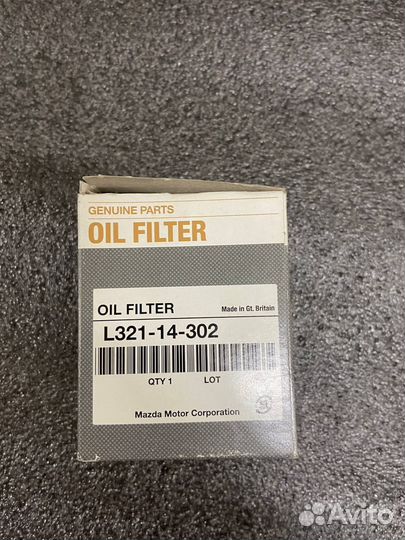 GENUINE PARTS
OIL FILTER
OIL FILTER Made in Gt. Britain
L321-14-302
QTY 1 LOT
Mazda Motor Corporation
Avito